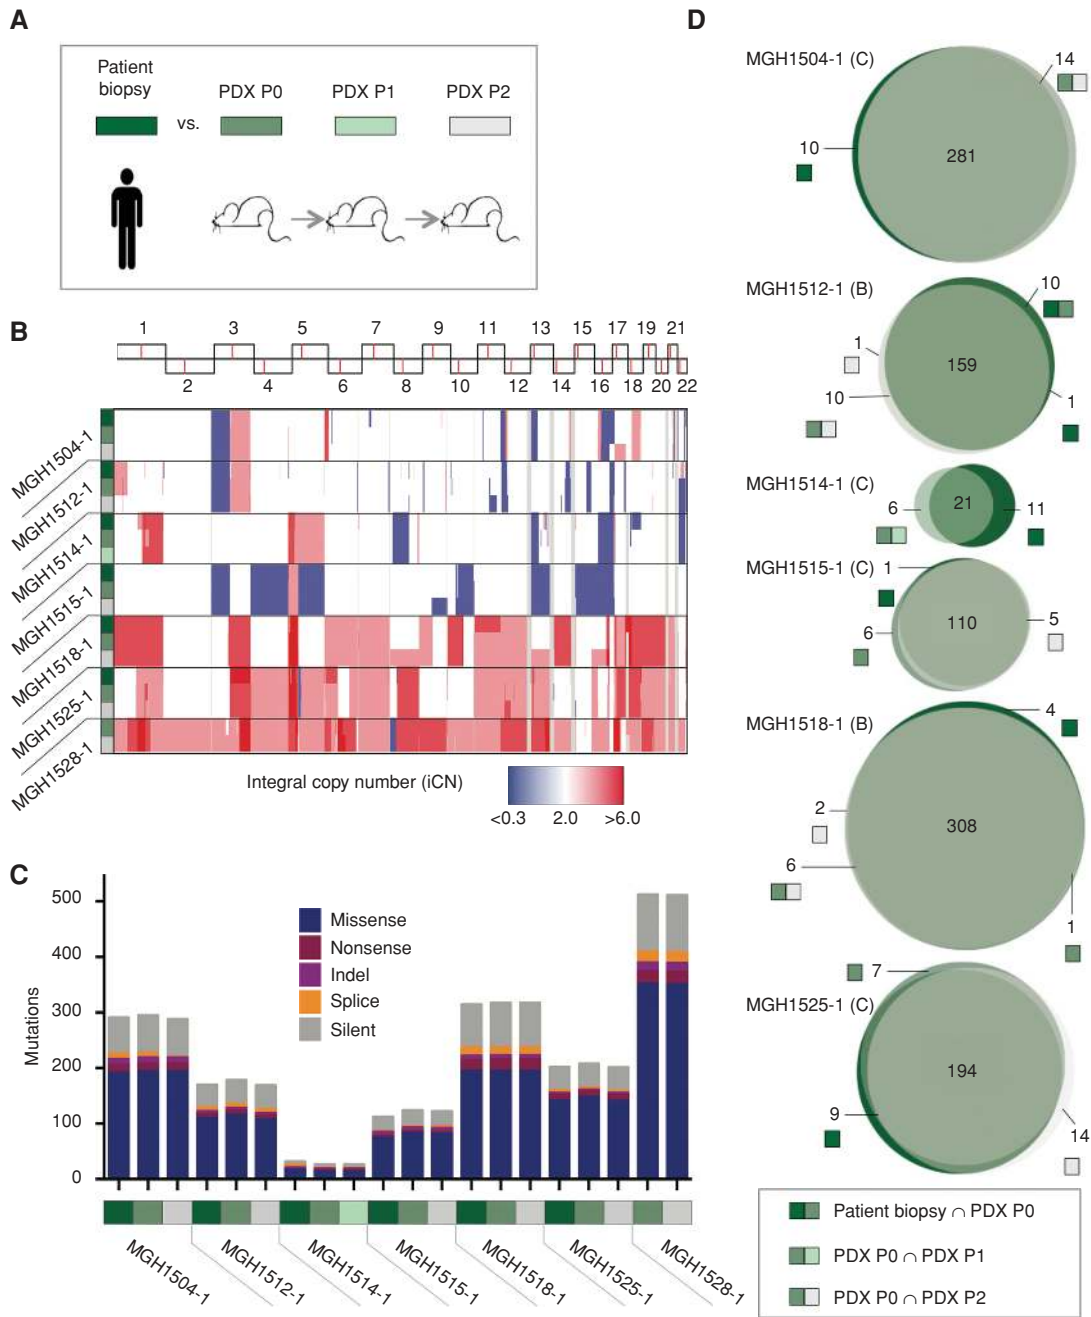 A
Patient
biopsy
vs.
PDX P0
PDX P1
PDX P2
B
1 3 5 7 9 11 13 15 17 19 21
2 4 6 8 10 12 14 16 18 20 22
MGH1504-1
MGH1512-1
MGH1514-1
MGH1515-1
MGH1518-1
MGH1525-1
MGH1528-1
Integral copy number (iCN)
<0.3 2.0 >6.0
C
Mutations
500
400
300
200
100
0
Missense
Nonsense
Indel
Splice
Silent
MGH1504-1
MGH1512-1
MGH1514-1
MGH1515-1
MGH1518-1
MGH1525-1
MGH1528-1
D
MGH1504-1 (C)
14
10
281
MGH1512-1 (B)
10
1
159
10
1
MGH1514-1 (C)
6
21
11
MGH1515-1 (C)
1
110
6
5
MGH1518-1 (B)
4
2
308
6
1
7
MGH1525-1 (C)
194
9
14
Patient biopsy ∩ PDX P0
PDX P0 ∩ PDX P1
PDX P0 ∩ PDX P2